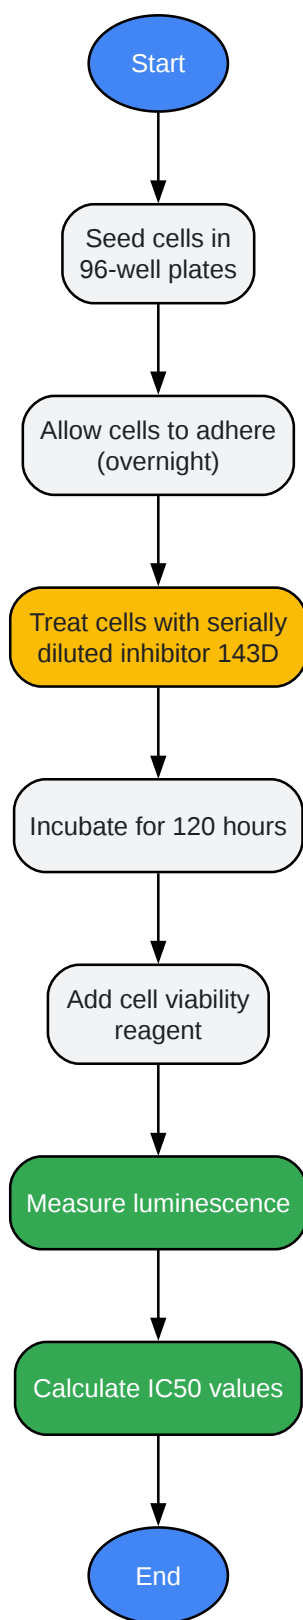 Start
Seed cells in
96-well plates
Allow cells to adhere
(overnight)
Treat cells with serially
diluted inhibitor 143D
Incubate for 120 hours
Add cell viability
reagent
Measure luminescence
Calculate IC50 values
End